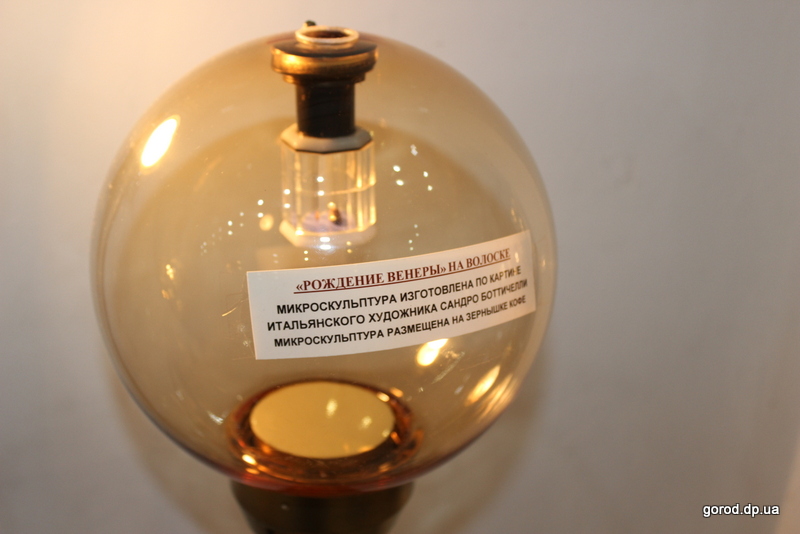 «РОЖДЕНИЕ ВЕНЕРЫ» НА ВОЛОСКЕ
МИКРОСКУЛЬПТУРА ИЗГОТОВЛЕНА ПО КАРТИНЕ
ИТАЛЬЯНСКОГО ХУДОЖНИКА САНДРО БОТТИЧЕЛЛИ
МИКРОСКУЛЬПТУРА РАЗМЕЩЕНА НА ЗЕРНЫШКЕ КОФЕ
gorod.dp.ua